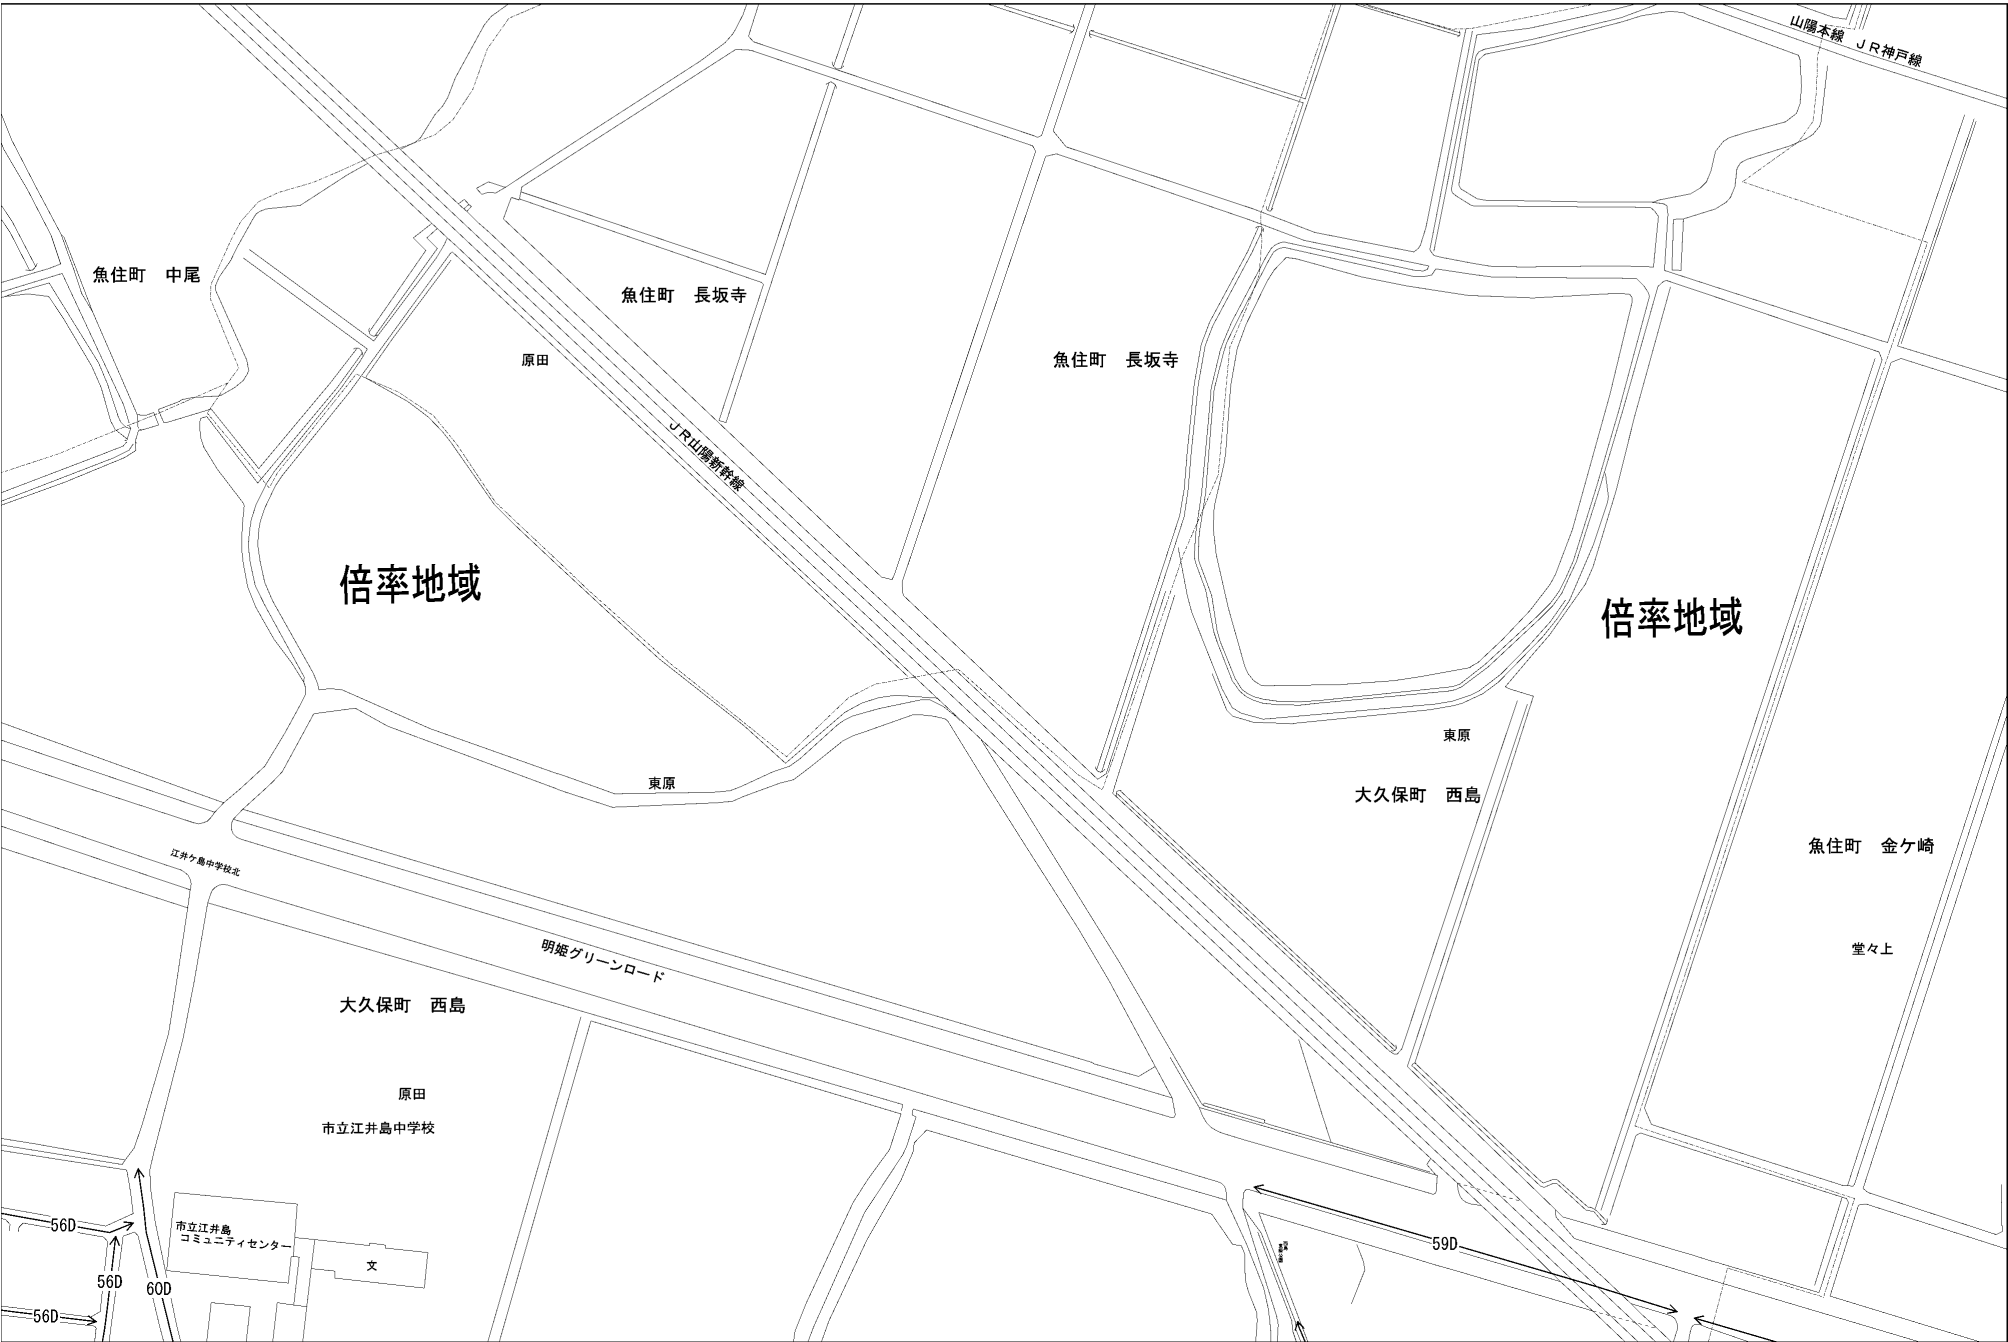 山陽本線　ＪＲ神戸線
魚住町　中尾
魚住町　長坂寺
原田
魚住町　長坂寺
ＪＲ山陽新幹線
倍率地域
倍率地域
東原
東原
大久保町　西島
魚住町　金ケ崎
江井ケ島中学校北
堂々上
明姫グリーンロード
大久保町　西島
原田
市立江井島中学校
56D
市立江井島
コミュニティセンター
59D
文
56D
60D
56D